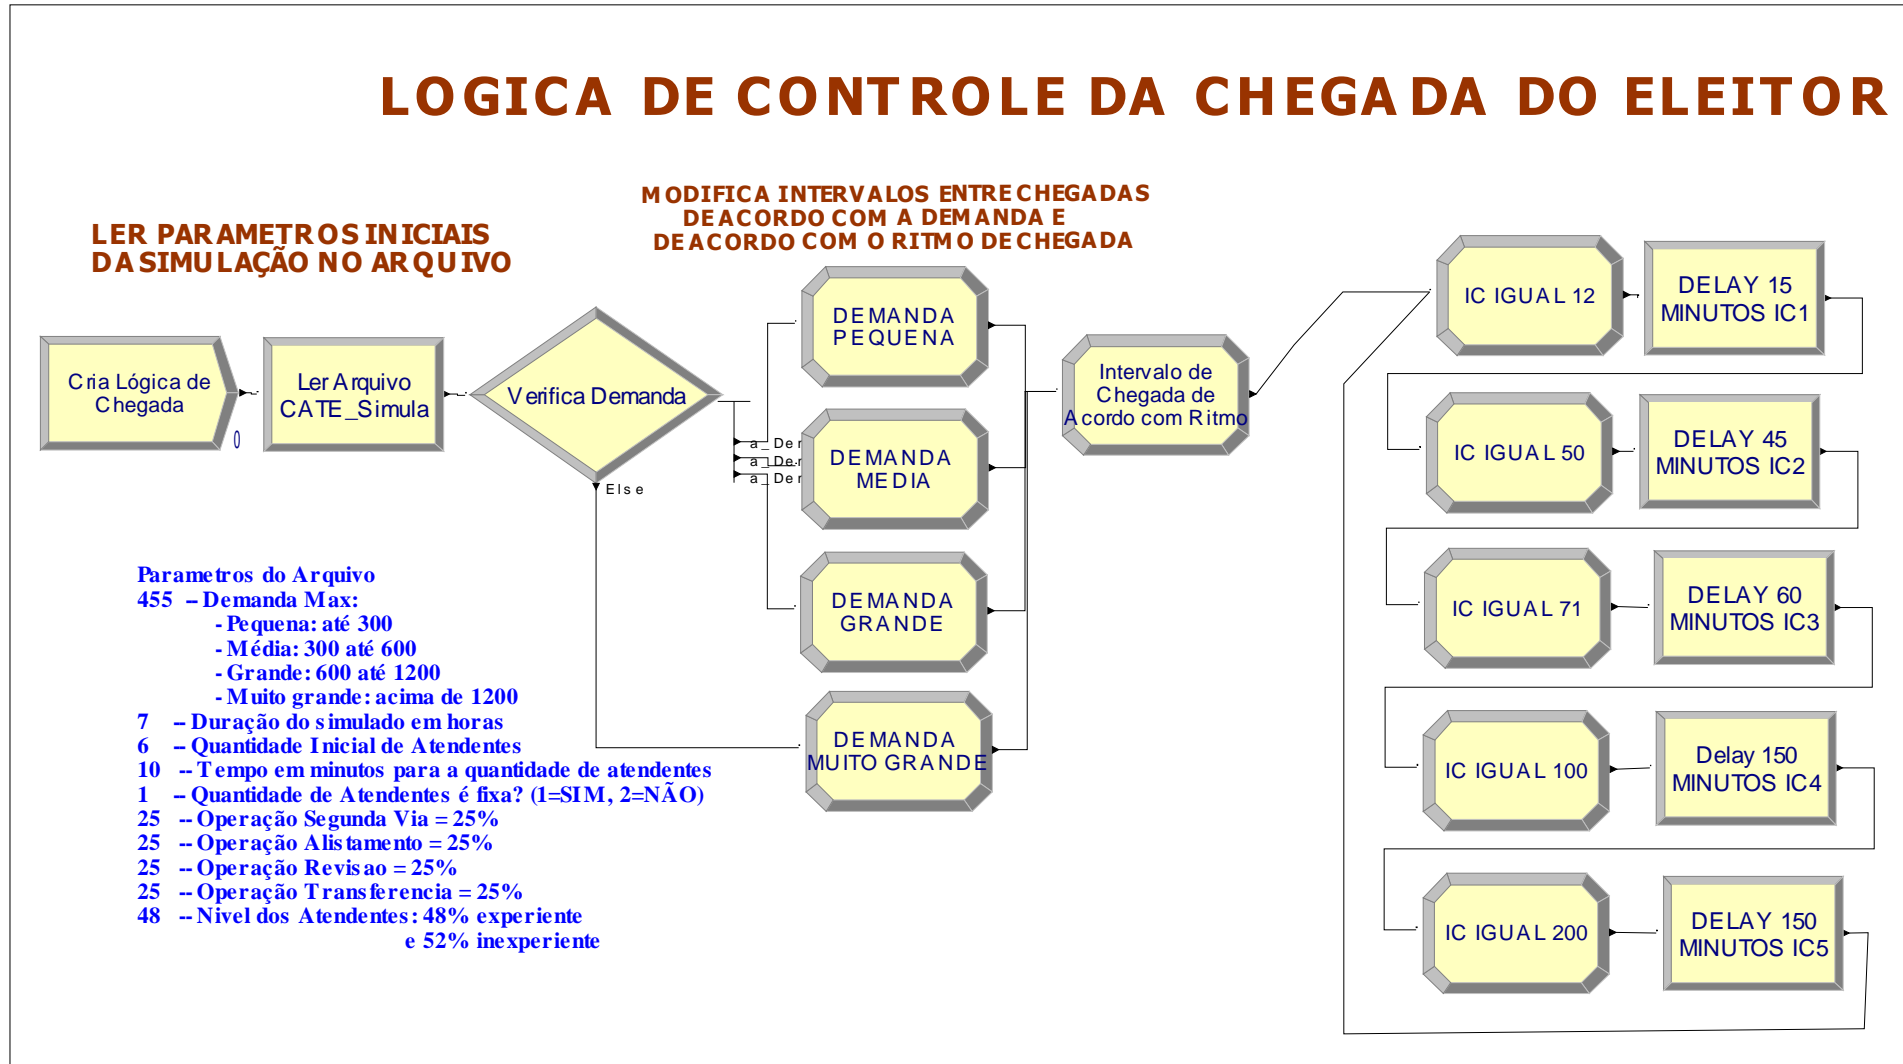 LOGICA DE CONTROLE DA CHEGADA DO ELEITOR
MODIFICA INTERVALOS ENTRE CHEGADAS
DE ACORDO COM A DEMANDA E
DE ACORDO COM O RITMO DE CHEGADA
LER PARAMETROS INICIAIS
DA SIMULAÇÃO NO ARQUIVO
Cria Lógica de
Chegada
0
Ler Arquivo
CATE_Simula
Verifica Demanda
a_Der
a_Der
a_Der
Else
DEMANDA
PEQUENA
DEMANDA
MEDIA
DEMANDA
GRANDE
DEMANDA
MUITO GRANDE
Intervalo de
Chegada de
Acordo com Ritmo
IC IGUAL 12
DELAY 15
MINUTOS IC1
IC IGUAL 50
DELAY 45
MINUTOS IC2
IC IGUAL 71
DELAY 60
MINUTOS IC3
IC IGUAL 100
Delay 150
MINUTOS IC4
IC IGUAL 200
DELAY 150
MINUTOS IC5
Parametros do Arquivo
455 -- Demanda Max:
- Pequena: até 300
- Média: 300 até 600
- Grande: 600 até 1200
- Muito grande: acima de 1200
7 -- Duração do simulado em horas
6 -- Quantidade Inicial de Atendentes
10 -- Tempo em minutos para a quantidade de atendentes
1 -- Quantidade de Atendentes é fixa? (1=SIM, 2=NÃO)
25 -- Operação Segunda Via = 25%
25 -- Operação Alistamento = 25%
25 -- Operação Revisao = 25%
25 -- Operação Transferencia = 25%
48 -- Nivel dos Atendentes: 48% experiente
e 52% inexperiente